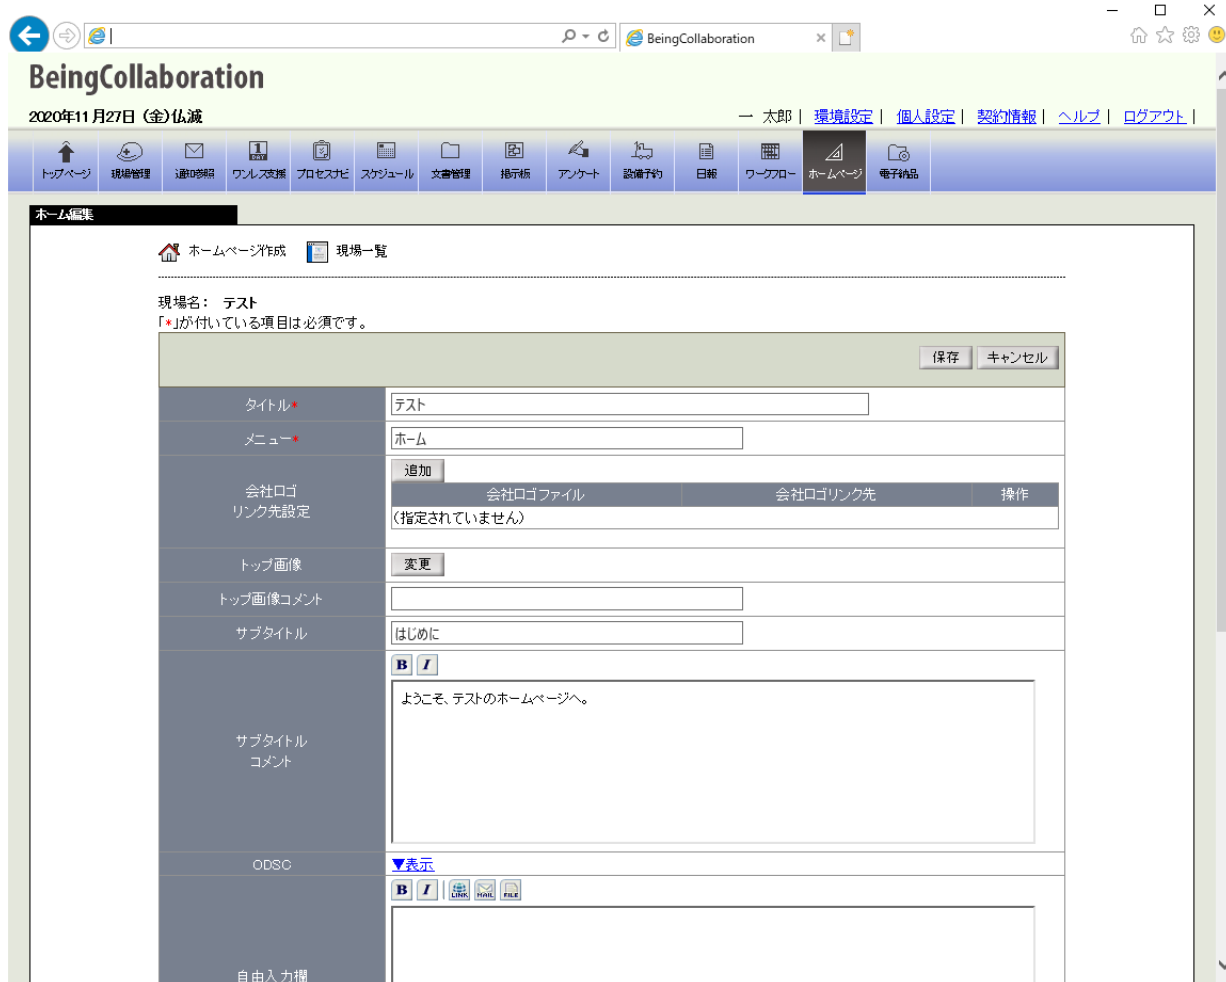 BeingCollaboration
BeingCollaboration
2020年11月27日 (金)仏滅
一 太郎 | 環境設定 | 個人設定 | 契約情報 | ヘルプ | ログアウト |
トップページ 現場管理 ワンレス支援 プロセスナビ スケジュール 文書管理 掲示板 アンケート 設備予約 日報 ワークフロー ホームページ 電子納品
ホーム編集
ホームページ作成 現場一覧
現場名： テスト
「*」が付いている項目は必須です。
保存 キャンセル
タイトル* テスト
メニュー* ホーム
追加
会社ロゴ
リンク先設定
会社ロゴファイル 会社ロゴリンク先 操作
(指定されていません)
トップ画像 変更
トップ画像コメント
サブタイトル はじめに
B I
ようこそ、テストのホームページへ。
サブタイトル
コメント
ODSC ▼表示
B I LINK MAIL FILE
自由入力欄